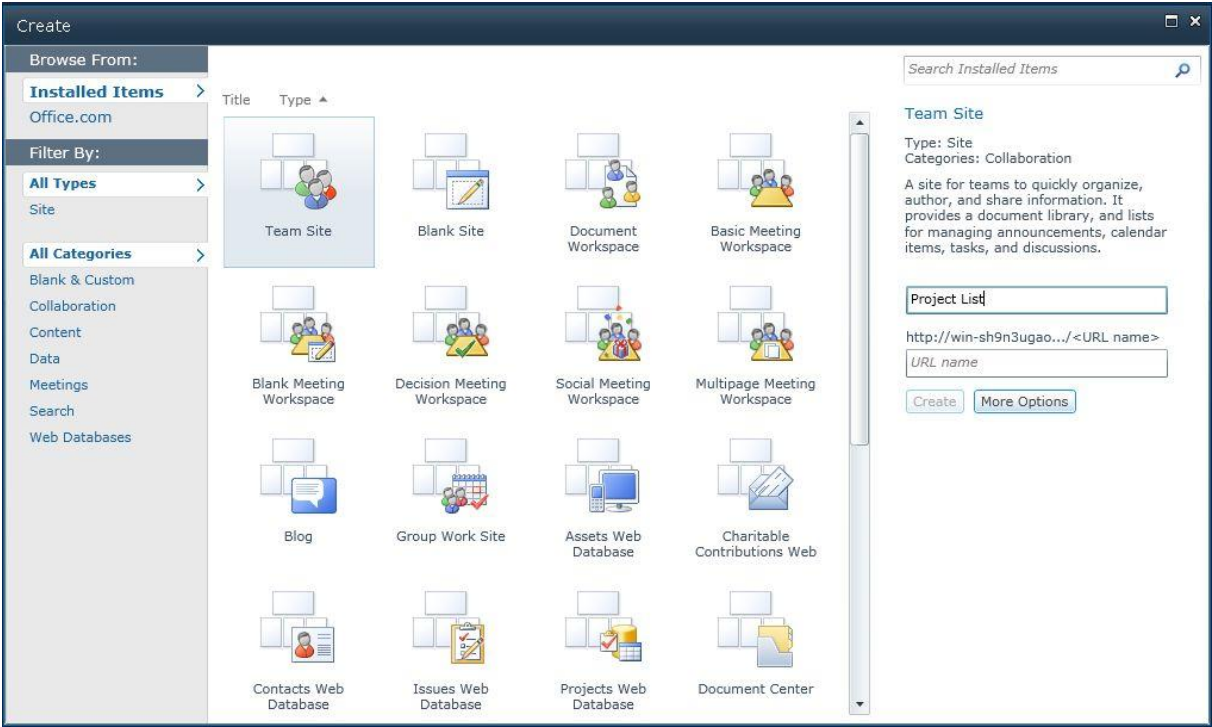 Create
Browse From:
Installed Items
Office.com
Filter By:
All Types
Site
All Categories
Blank & Custom
Collaboration
Content
Data
Meetings
Search
Web Databases
Title Type
Team Site
Blank Site
Document
Workspace
Basic Meeting
Workspace
Blank Meeting
Workspace
Decision Meeting
Workspace
Social Meeting
Workspace
Multipage Meeting
Workspace
Blog
Group Work Site
Assets Web
Database
Charitable
Contributions Web
Contacts Web
Database
Issues Web
Database
Projects Web
Database
Document Center
Search Installed Items
Team Site
Type: Site
Categories: Collaboration
A site for teams to quickly organize,
author, and share information. It
provides a document library, and lists
for managing announcements, calendar
items, tasks, and discussions.
Project List
http://win-sh9n3ugao.../<URL name>
URL name
Create More Options